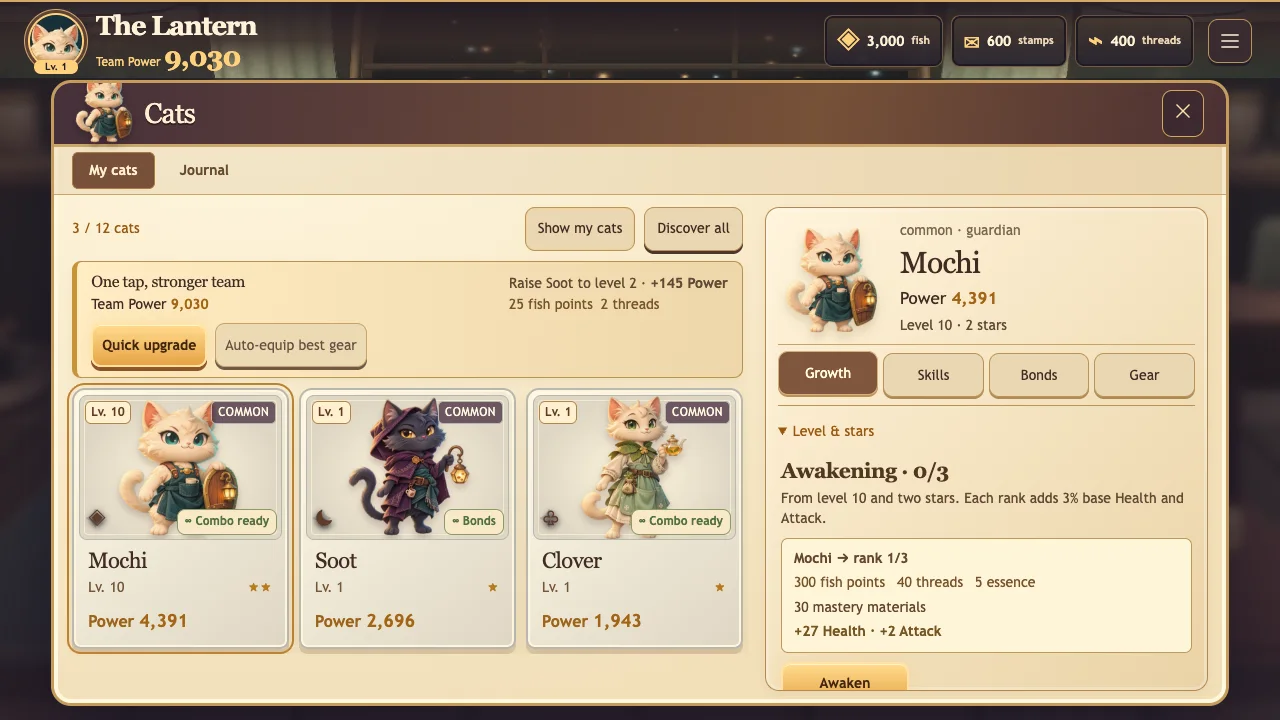 The Lantern
Team Power 9,030
Lv. 1
3,000 fish
600 stamps
400 threads
Cats
My cats
Journal
3 / 12 cats
Show my cats
Discover all
One tap, stronger team
Team Power 9,030
Raise Soot to level 2 · +145 Power
25 fish points 2 threads
Quick upgrade
Auto-equip best gear
Lv. 10
COMMON
∞ Combo ready
Mochi
Lv. 10
Power 4,391
Lv. 1
COMMON
∞ Bonds
Soot
Lv. 1
Power 2,696
Lv. 1
COMMON
∞ Combo ready
Clover
Lv. 1
Power 1,943
common · guardian
Mochi
Power 4,391
Level 10 · 2 stars
Growth
Skills
Bonds
Gear
▼ Level & stars
Awakening · 0/3
From level 10 and two stars. Each rank adds 3% base Health and
Attack.
Mochi → rank 1/3
300 fish points 40 threads 5 essence
30 mastery materials
+27 Health · +2 Attack
Awaken